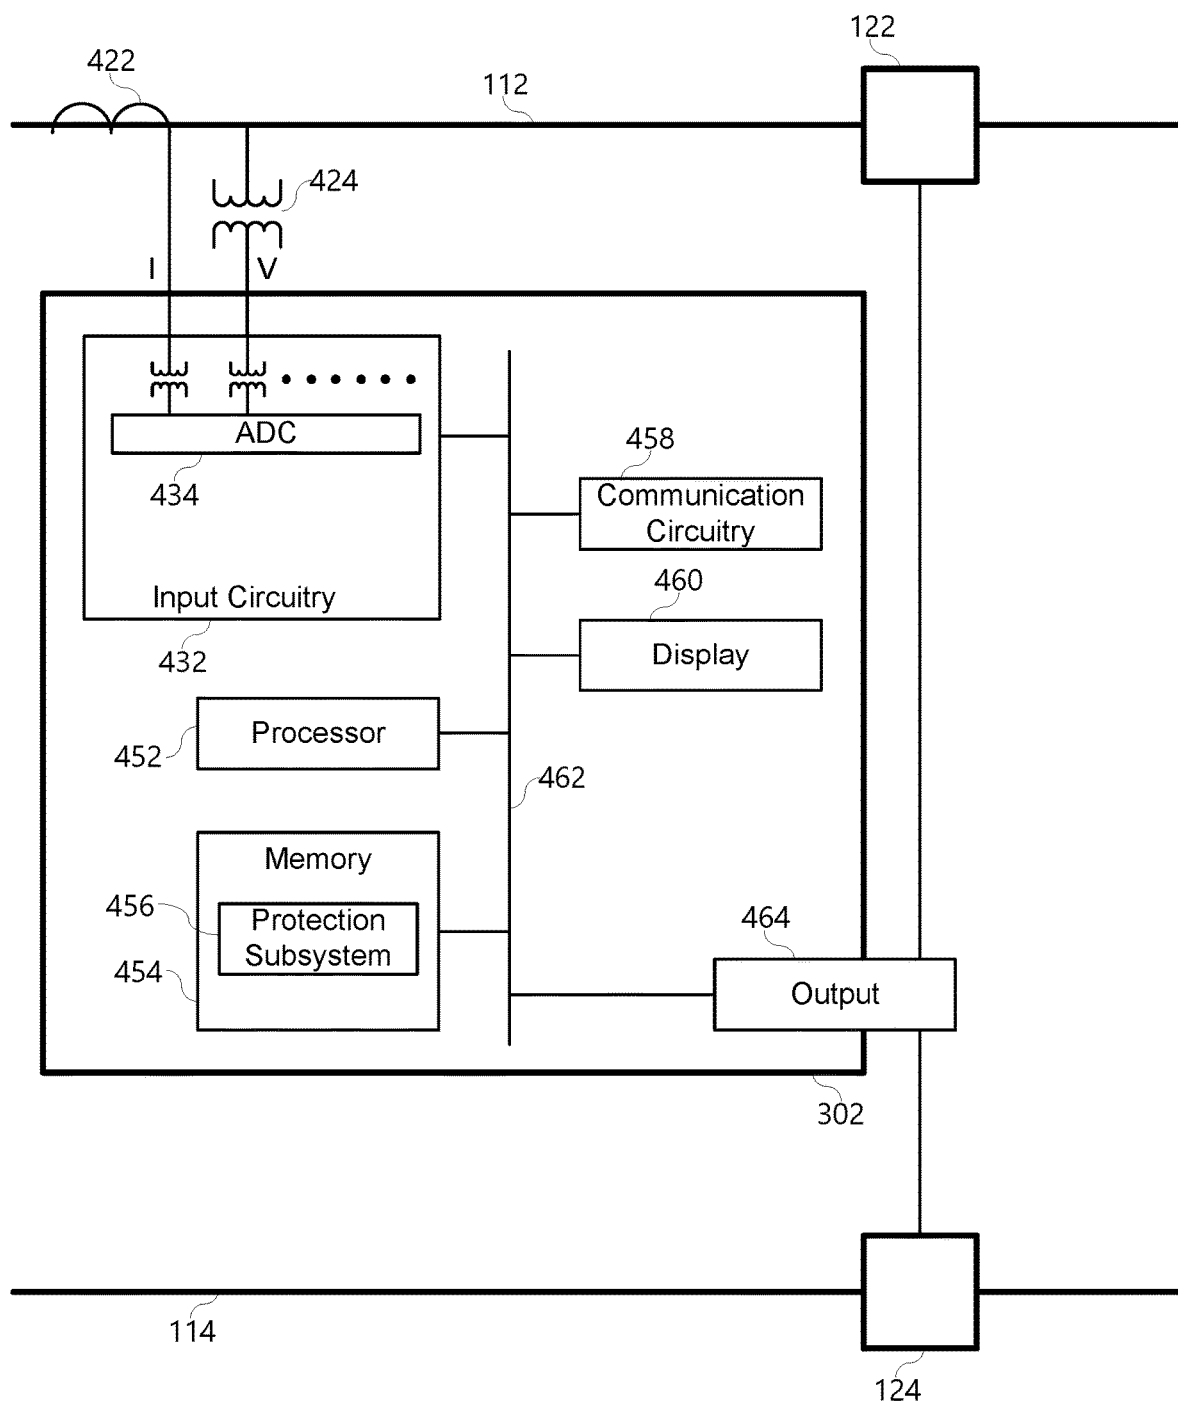 122
422
112
424
I
V
ADC
434
458
Communication
Circuitry
Input Circuitry
460
432
Display
Processor
452
462
Memory
456
Protection
Subsystem
464
454
Output
302
114
124